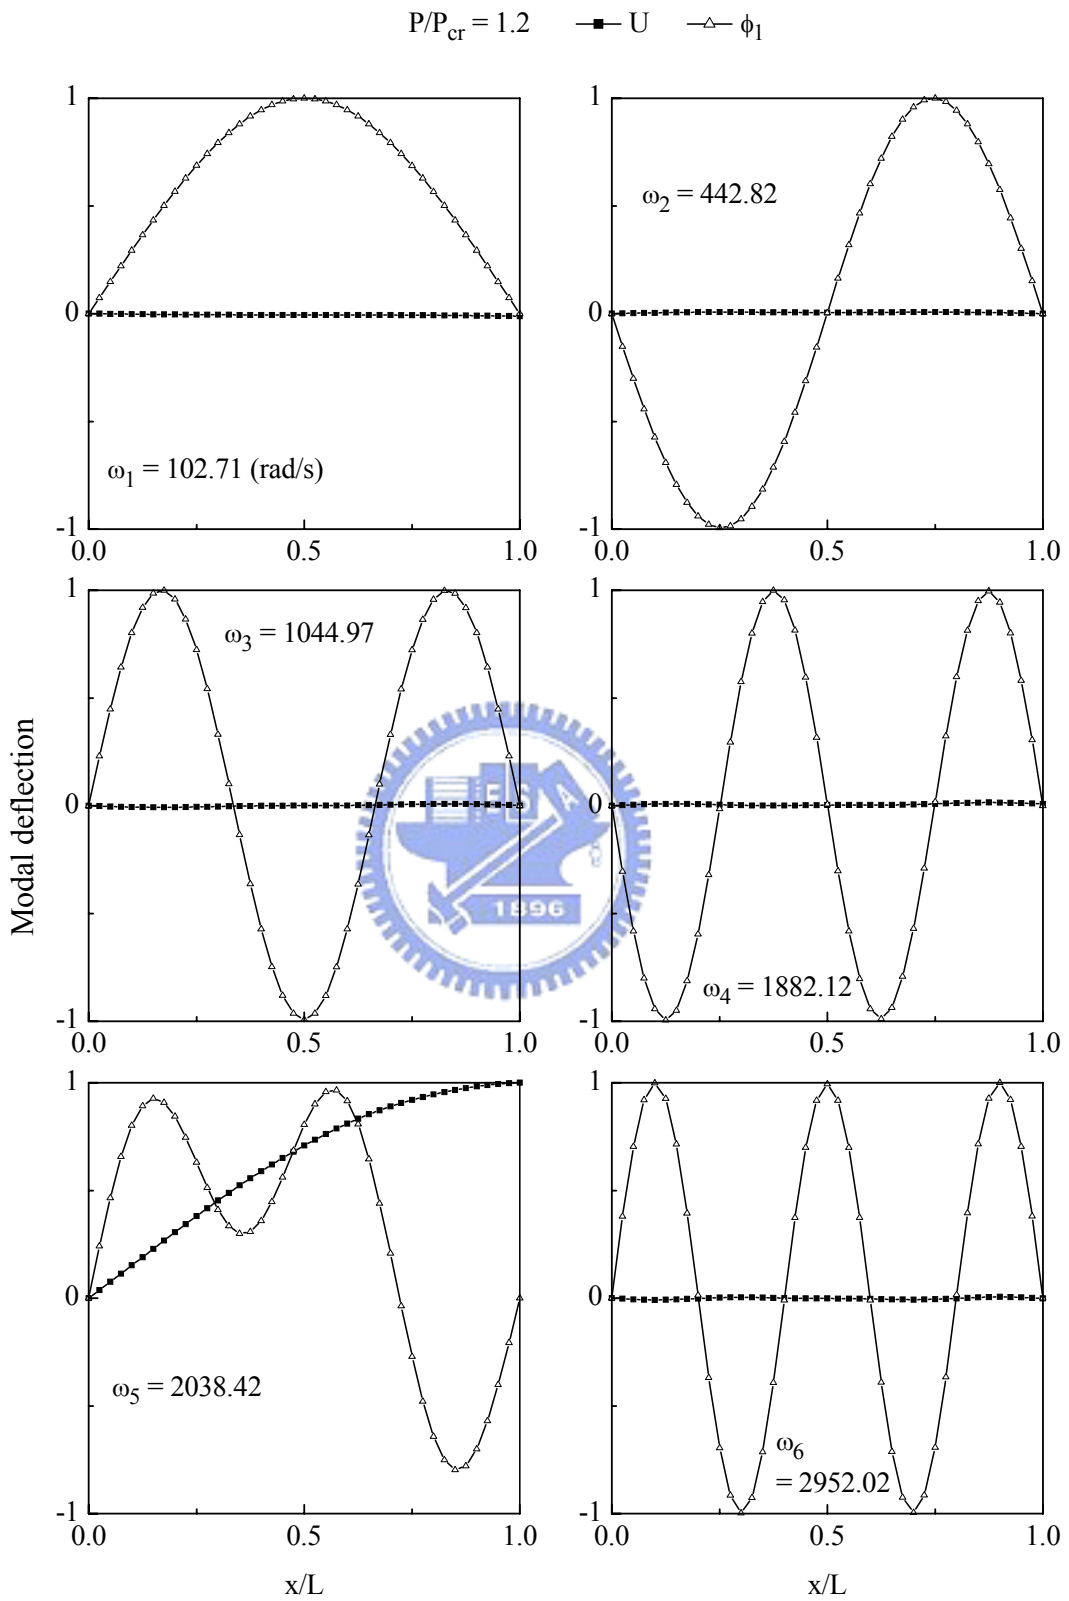 P/Pcr = 1.2 U ϕ1
1
0
-1
0.0 0.5 1.0
ω1 = 102.71 (rad/s)
1
0
-1
0.0 0.5 1.0
ω2 = 442.82
Modal deflection
1
0
-1
0.0 0.5 1.0
ω3 = 1044.97
1
0
-1
0.0 0.5 1.0
ω4 = 1882.12
E S A
1896
1
0
-1
0.0 0.5 1.0
ω5 = 2038.42
x/L
1
0
-1
0.0 0.5 1.0
ω6
= 2952.02
x/L